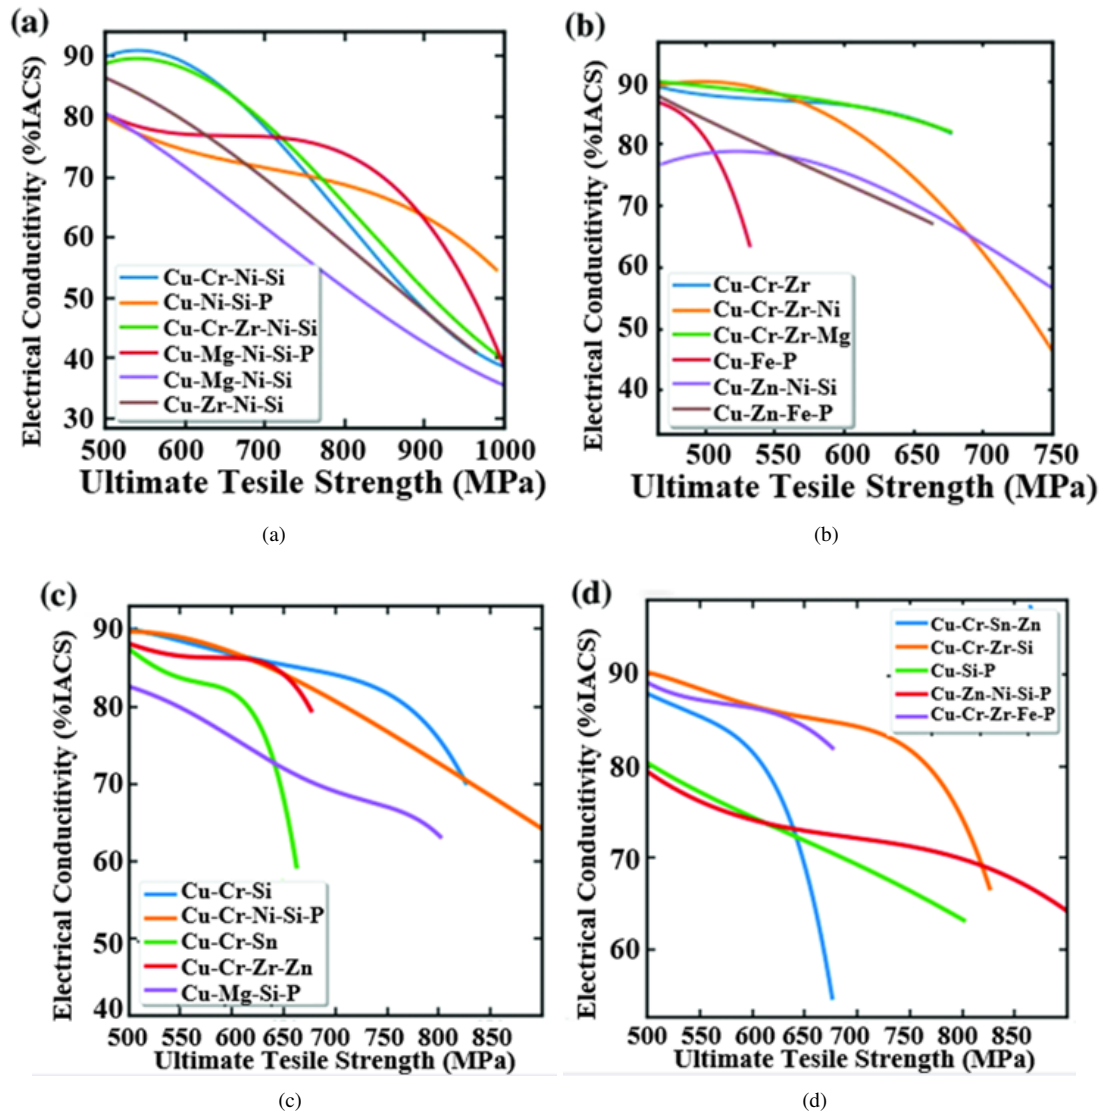 (a)
Electrical Conducitivity (%IACS)
90
80
70
60
50
40
30
Cu-Cr-Ni-Si
Cu-Ni-Si-P
Cu-Cr-Zr-Ni-Si
Cu-Mg-Ni-Si-P
Cu-Mg-Ni-Si
Cu-Zr-Ni-Si
500 600 700 800 900 1000
Ultimate Tesile Strength (MPa)
(a)
(b)
Electrical Conducitivity (%IACS)
90
80
70
60
50
40
Cu-Cr-Zr
Cu-Cr-Zr-Ni
Cu-Cr-Zr-Mg
Cu-Fe-P
Cu-Zn-Ni-Si
Cu-Zn-Fe-P
500 550 600 650 700 750
Ultimate Tesile Strength (MPa)
(b)
(c)
Electrical Conducitivity (%IACS)
90
80
70
60
50
40
Cu-Cr-Si
Cu-Cr-Ni-Si-P
Cu-Cr-Sn
Cu-Cr-Zr-Zn
Cu-Mg-Si-P
500 550 600 650 700 750 800 850
Ultimate Tesile Strength (MPa)
(c)
(d)
Electrical Conducitivity (%IACS)
90
80
70
60
Cu-Cr-Sn-Zn
Cu-Cr-Zr-Si
Cu-Si-P
Cu-Zn-Ni-Si-P
Cu-Cr-Zr-Fe-P
500 550 600 650 700 750 800 850
Ultimate Tesile Strength (MPa)
(d)